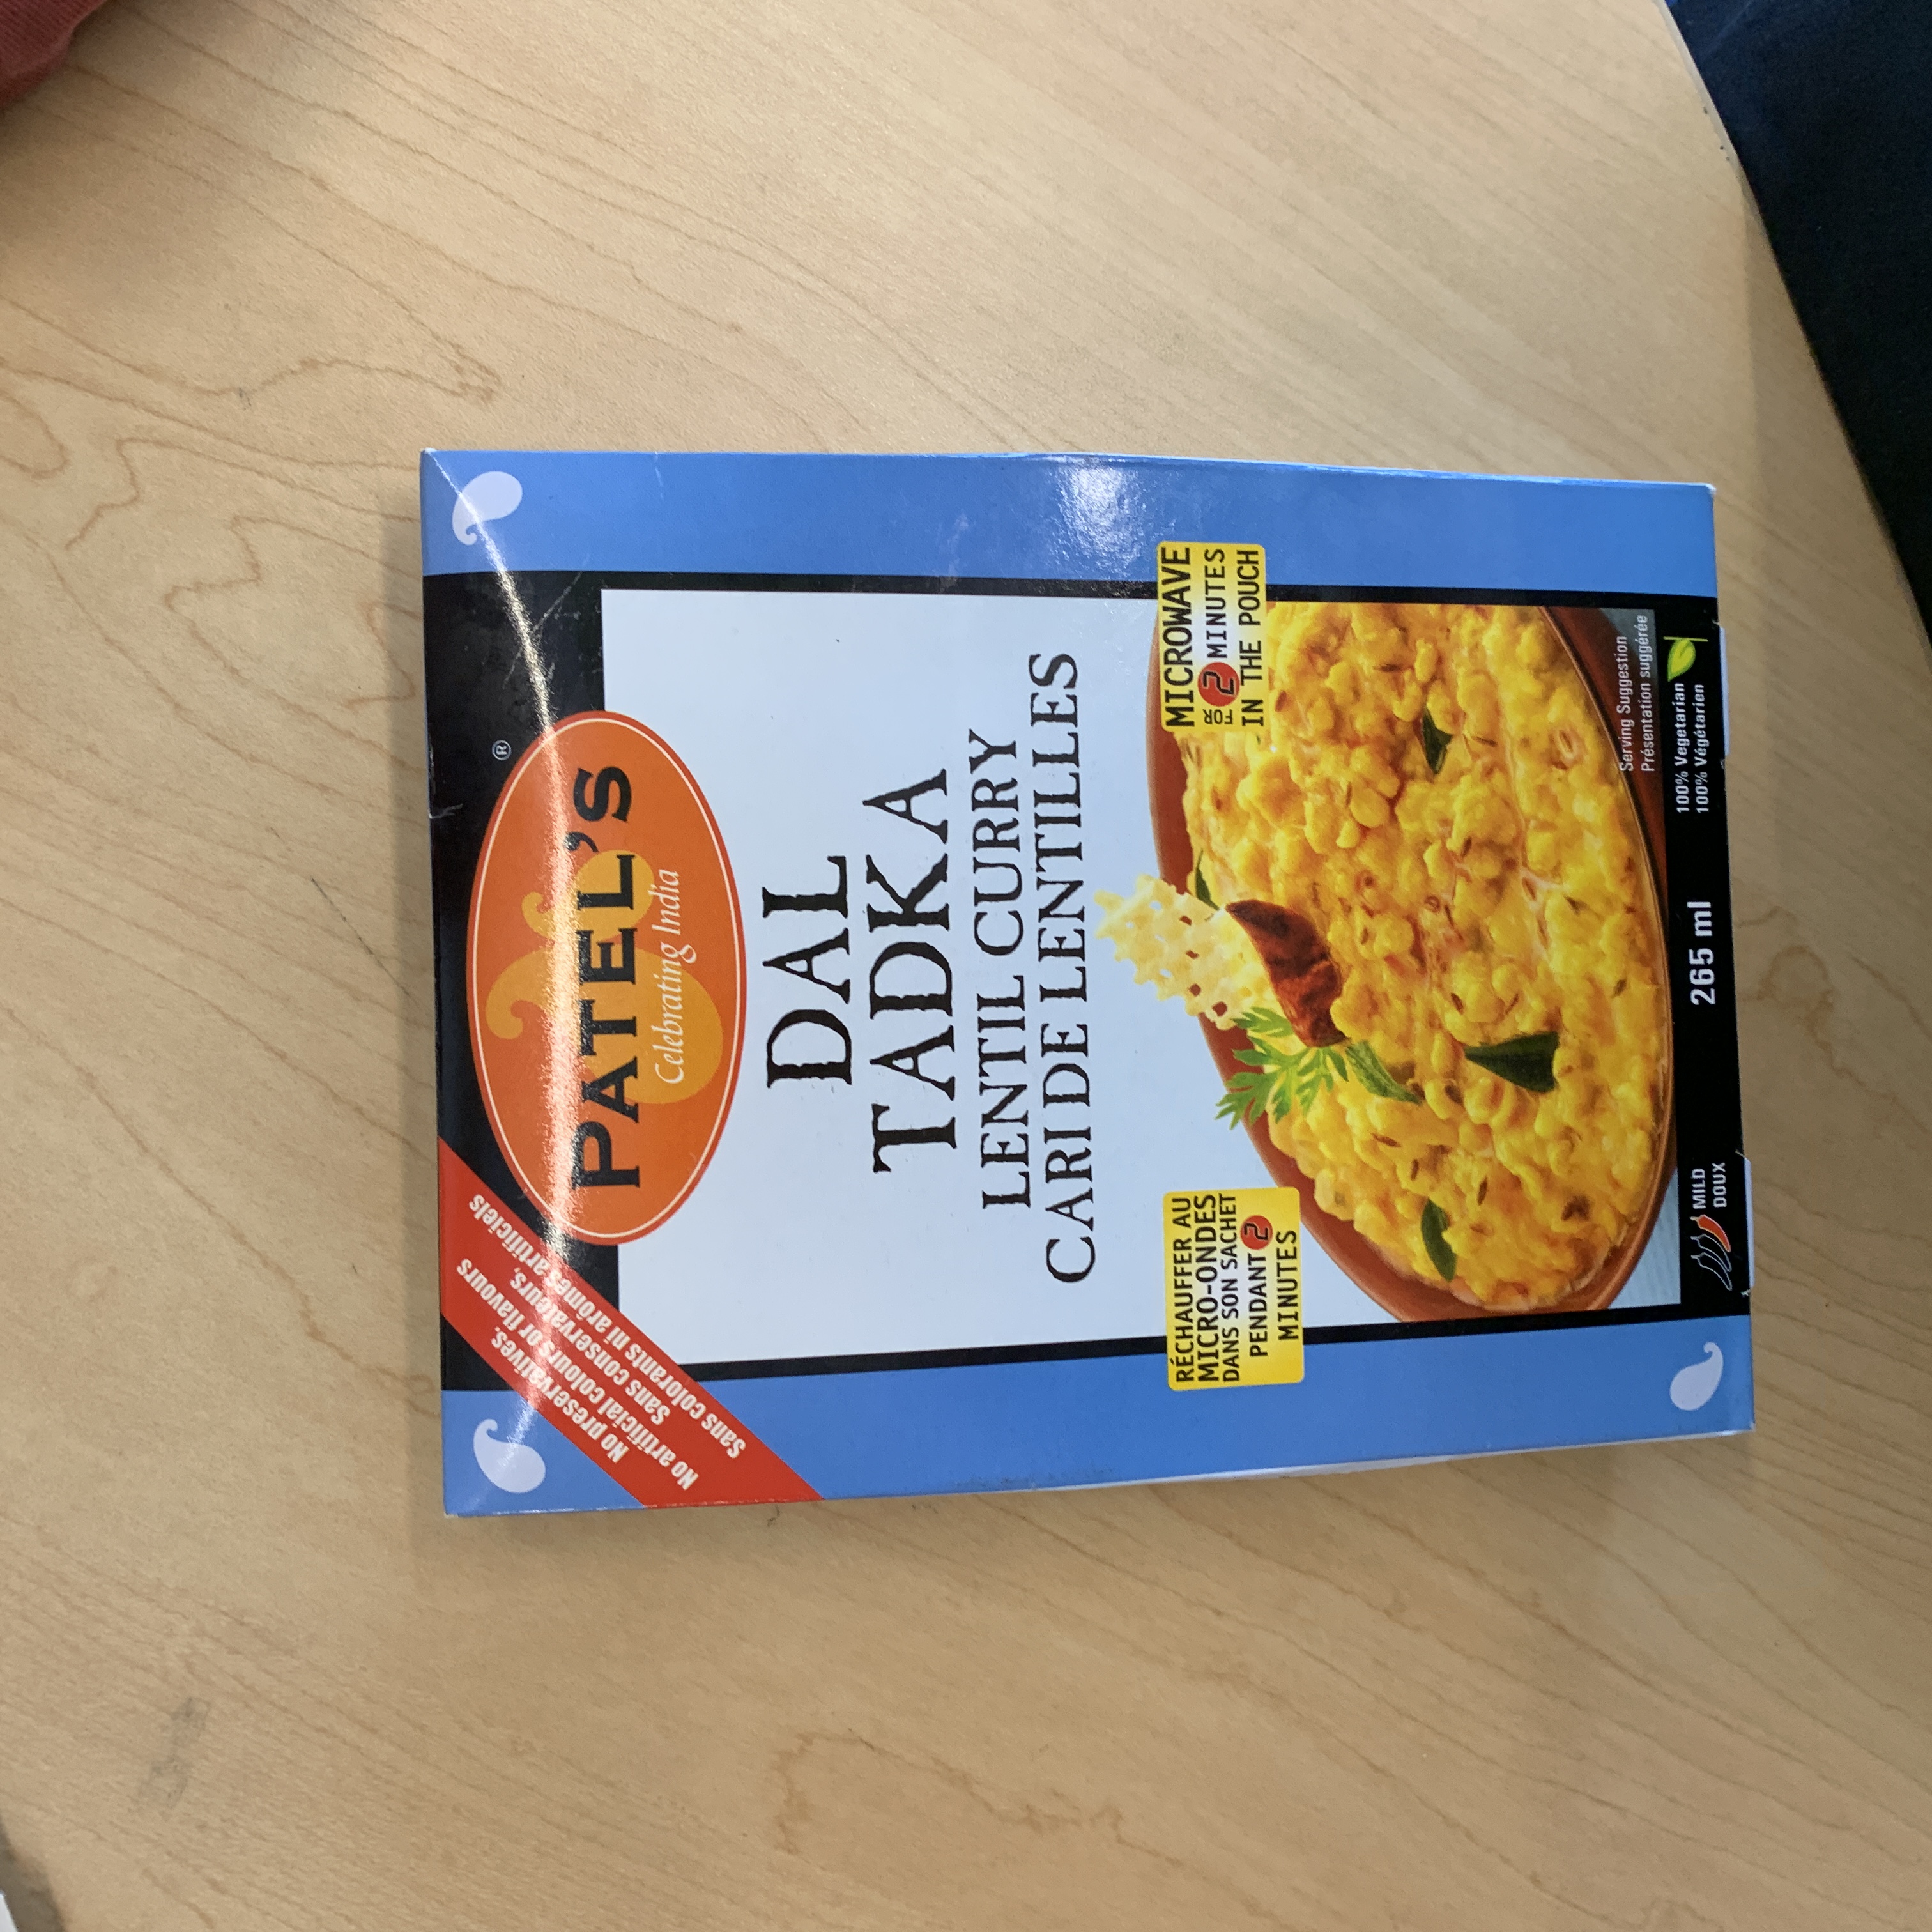 No preservatives.
No artificial colours or flavours
Sans conservateurs,
Sans colorants ni arômes artificiels
®
PATEL'S
Celebrating India
DAL
TADKA
LENTIL CURRY
CARI DE LENTILLES
RÉCHAUFFER AU
MICRO-ONDES
DANS SON SACHET
PENDANT 2
MINUTES
MICROWAVE
FOR 2 MINUTES
IN THE POUCH
Serving Suggestion
Présentation suggérée
MILD
DOUX
265 ml
100% Vegetarian
100% Végétarien